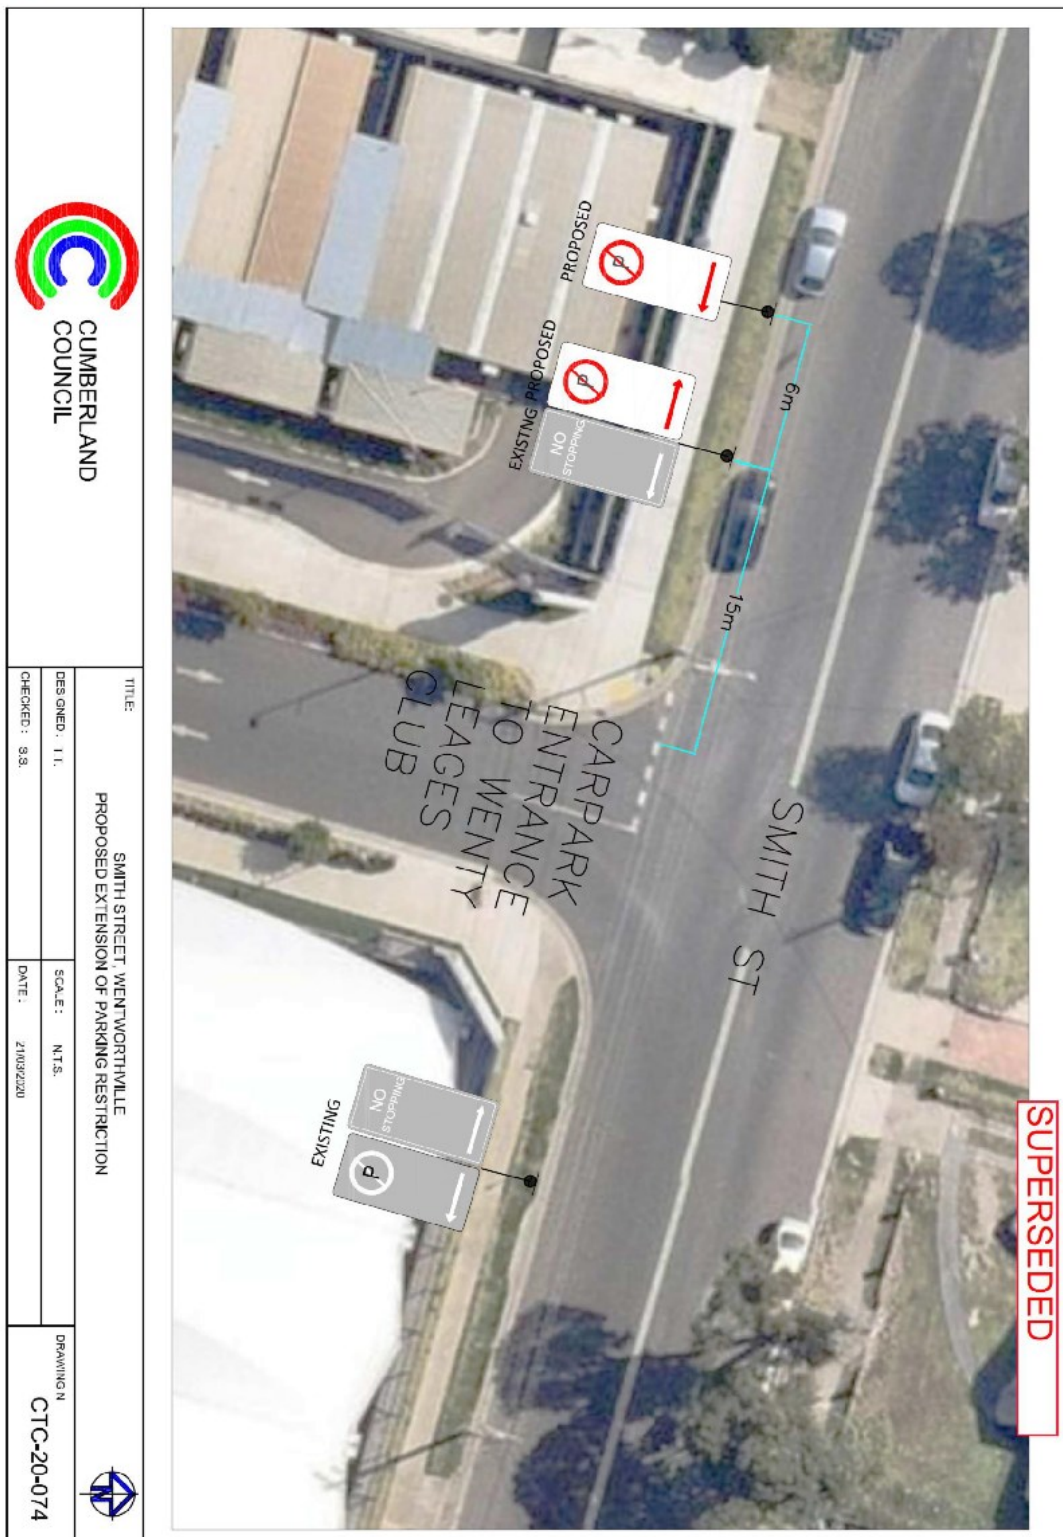 SUPERSEDED
PROPOSED
P
EXISTNG PROPOSED
P
NO
STOPPING
6m
15m
SMITH ST
CARPARK
ENTRANCE
TO WENTY
LEAGES
CLUB
EXISTING
NO
STOPPING
P
CUMBERLAND
COUNCIL
TITLE:
SMITH STREET, WENTWORTHVILLE
PROPOSED EXTENSION OF PARKING RESTRICTION
DESIGNED: T.T.
SCALE: N.T.S.
CHECKED: S.S.
DATE: 21/03/2020
DRAWING N
CTC-20-074
N